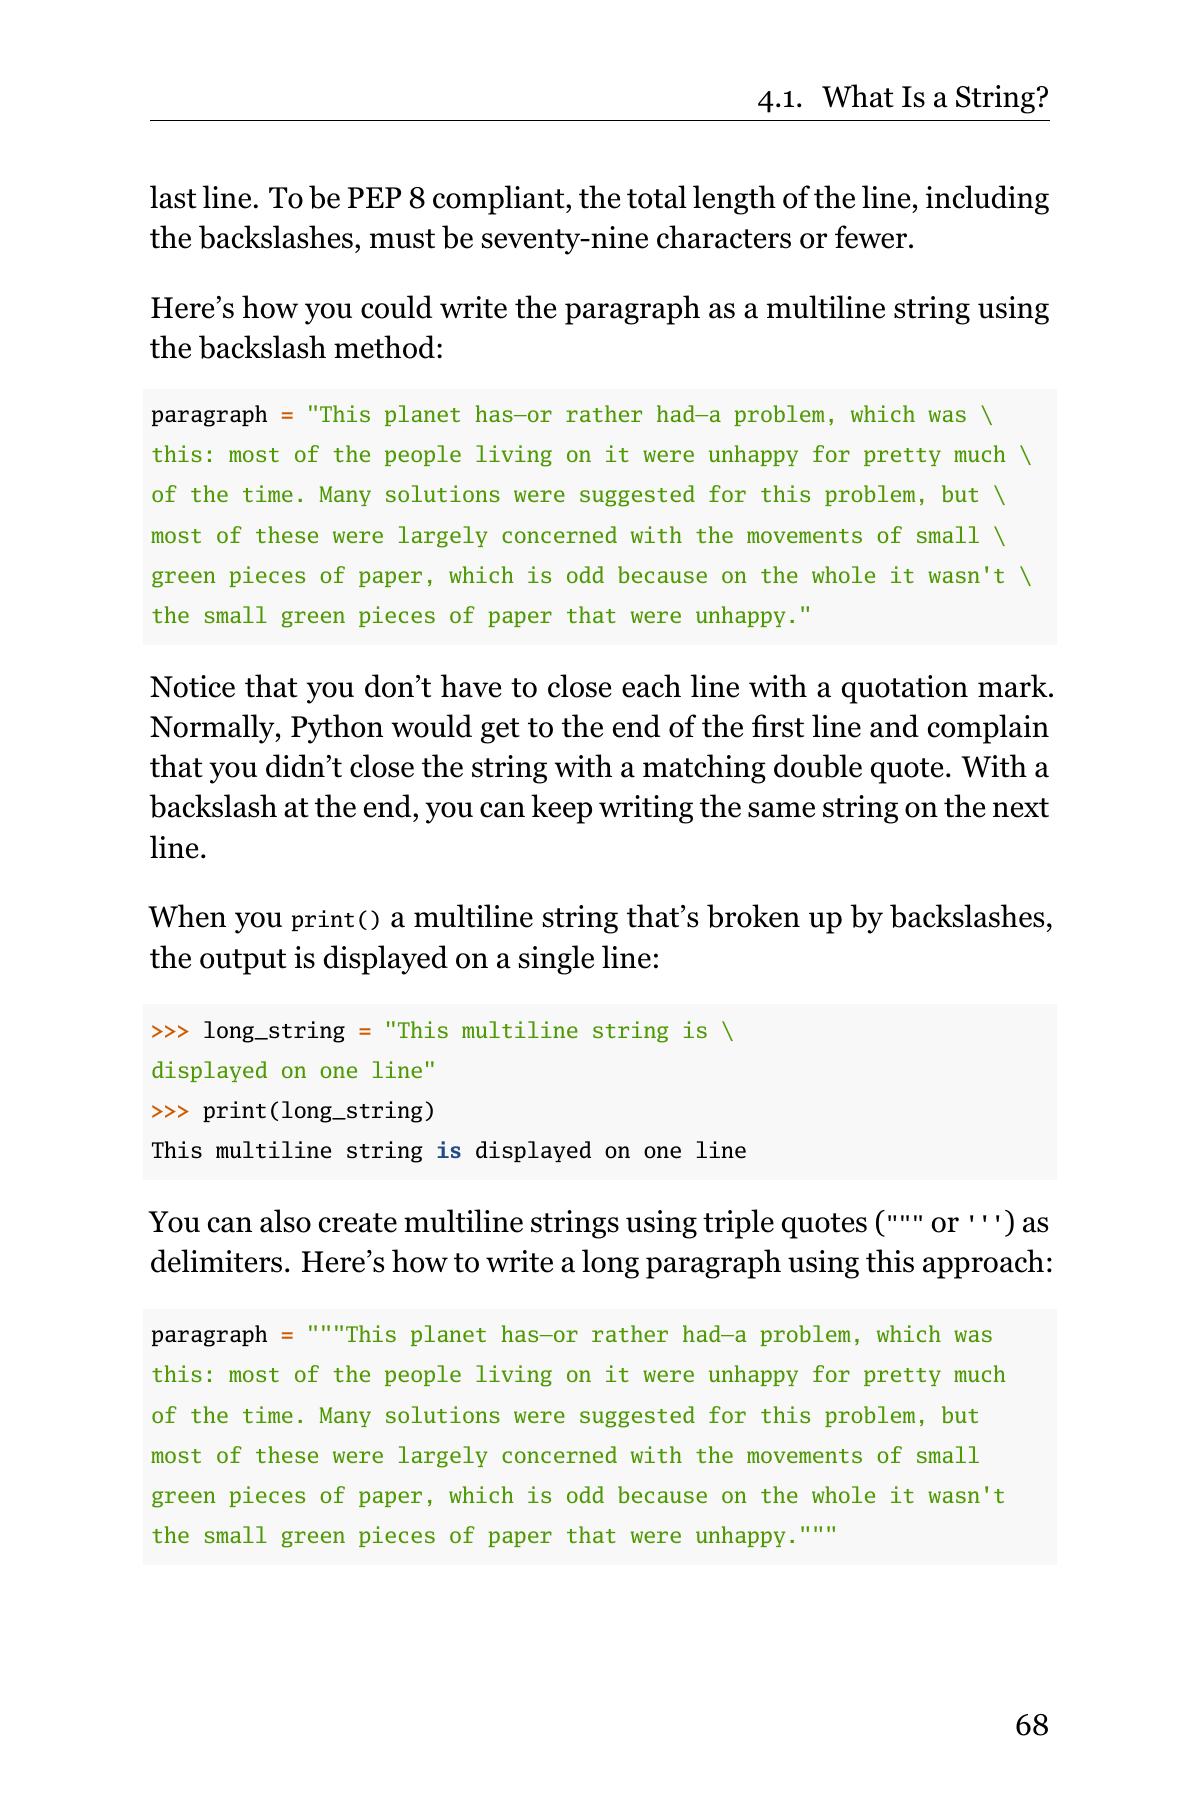 4.1. What Is a String?
last line. To be PEP 8 compliant, the total length of the line, including
the backslashes, must be seventy-nine characters or fewer.
Here’s how you could write the paragraph as a multiline string using
the backslash method:
paragraph = "This planet has—or rather had—a problem, which was \
this: most of the people living on it were unhappy for pretty much \
of the time. Many solutions were suggested for this problem, but \
most of these were largely concerned with the movements of small \
green pieces of paper, which is odd because on the whole it wasn't \
the small green pieces of paper that were unhappy."
Notice that you don’t have to close each line with a quotation mark.
Normally, Python would get to the end of the first line and complain
that you didn’t close the string with a matching double quote. With a
backslash at the end, you can keep writing the same string on the next
line.
When you print() a multiline string that’s broken up by backslashes,
the output is displayed on a single line:
>>> long_string = "This multiline string is \
displayed on one line"
>>> print(long_string)
This multiline string is displayed on one line
You can also create multiline strings using triple quotes (""" or ''') as
delimiters. Here’s how to write a long paragraph using this approach:
paragraph = """This planet has—or rather had—a problem, which was
this: most of the people living on it were unhappy for pretty much
of the time. Many solutions were suggested for this problem, but
most of these were largely concerned with the movements of small
green pieces of paper, which is odd because on the whole it wasn't
the small green pieces of paper that were unhappy."""
68